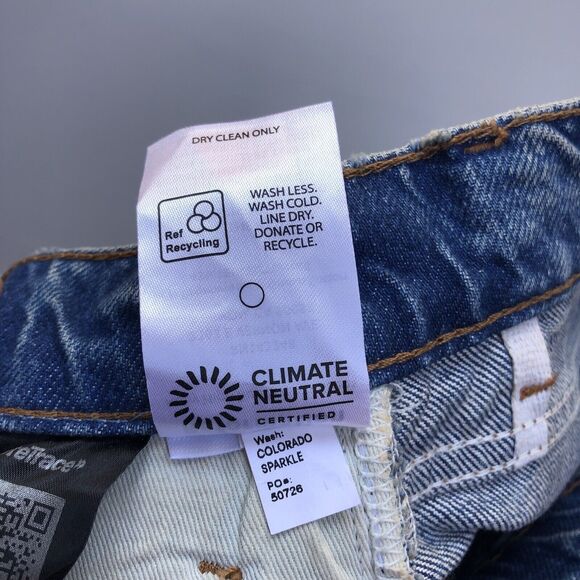 DRY CLEAN ONLY
Ref
Recycling
WASH LESS.
WASH COLD.
LINE DRY.
DONATE OR
RECYCLE.
CLIMATE
NEUTRAL
CERTIFIED
Wash:
COLORADO
SPARKLE
PO#:
50726